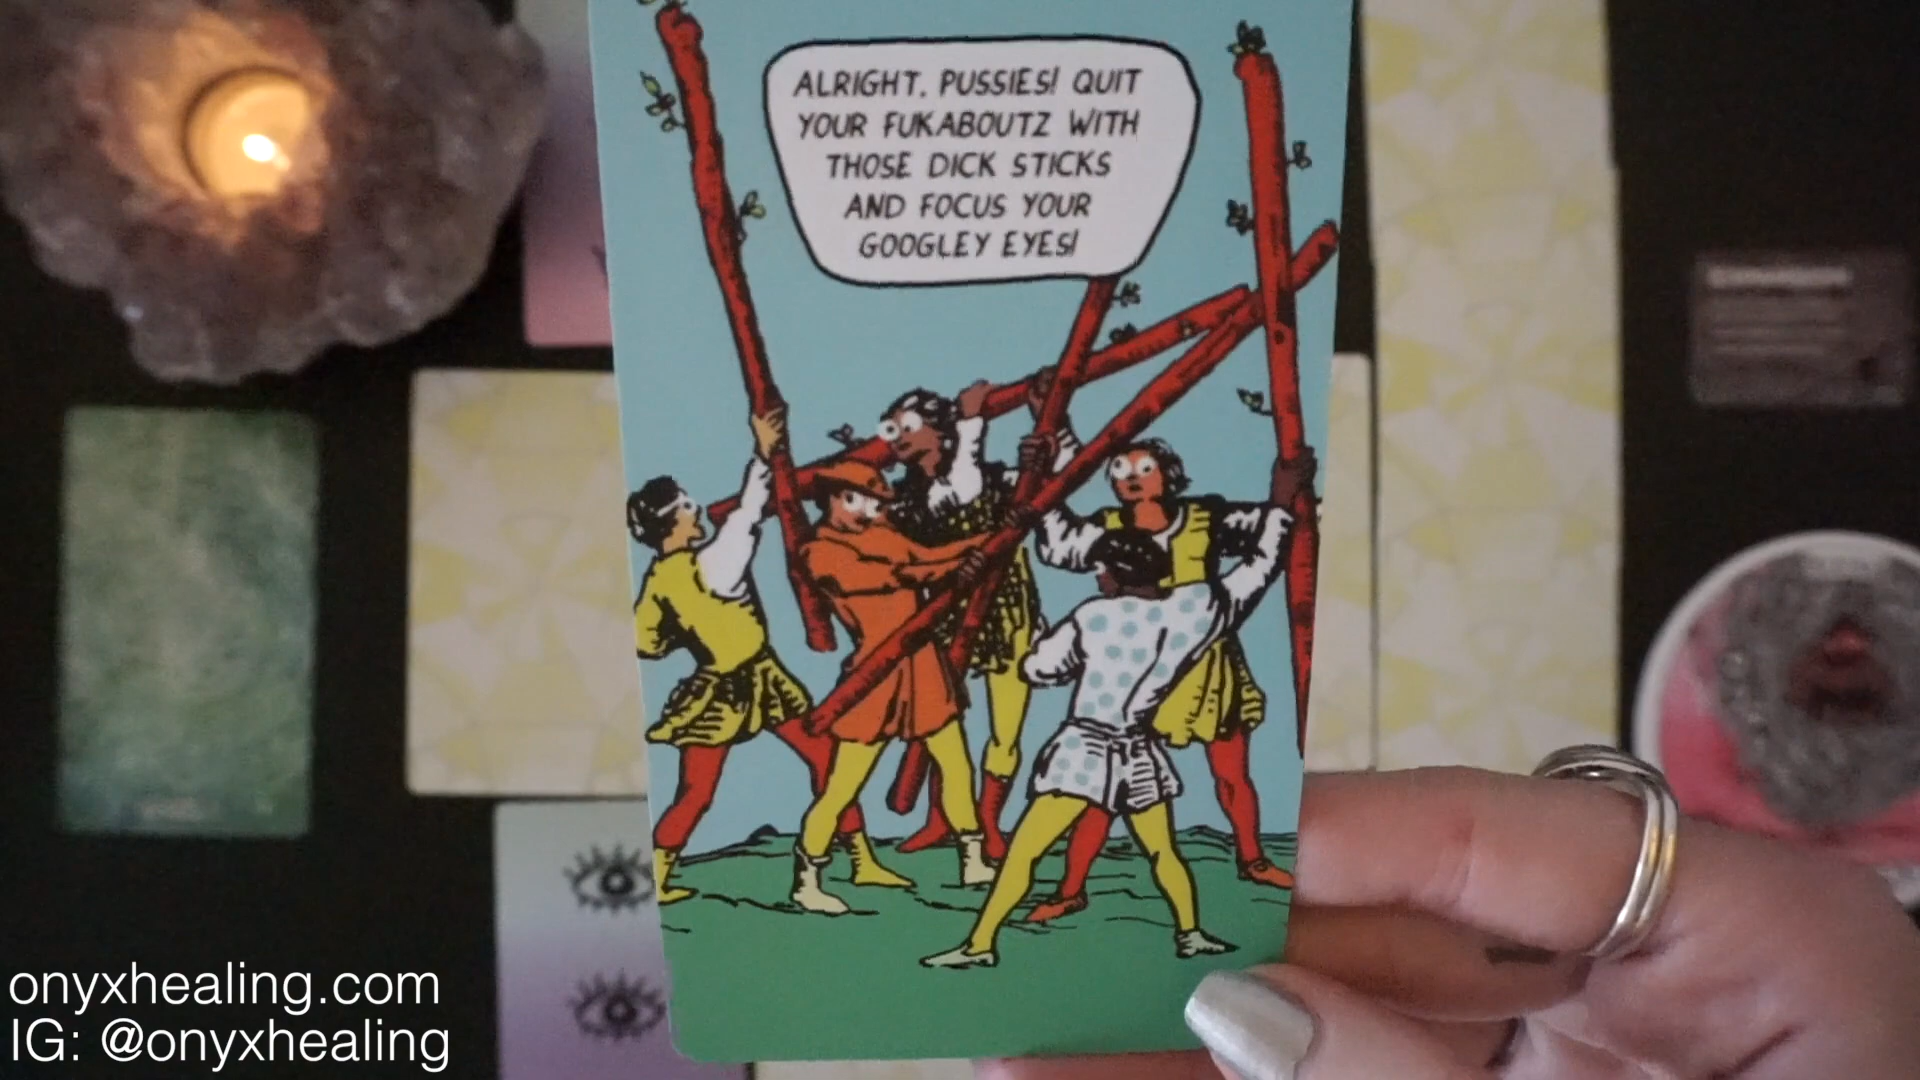 ALRIGHT, PUSSIES! QUIT
YOUR FUKABOUTZ WITH
THOSE DICK STICKS
AND FOCUS YOUR
GOOGLEY EYES!
onyxhealing.com
IG: @onyxhealing